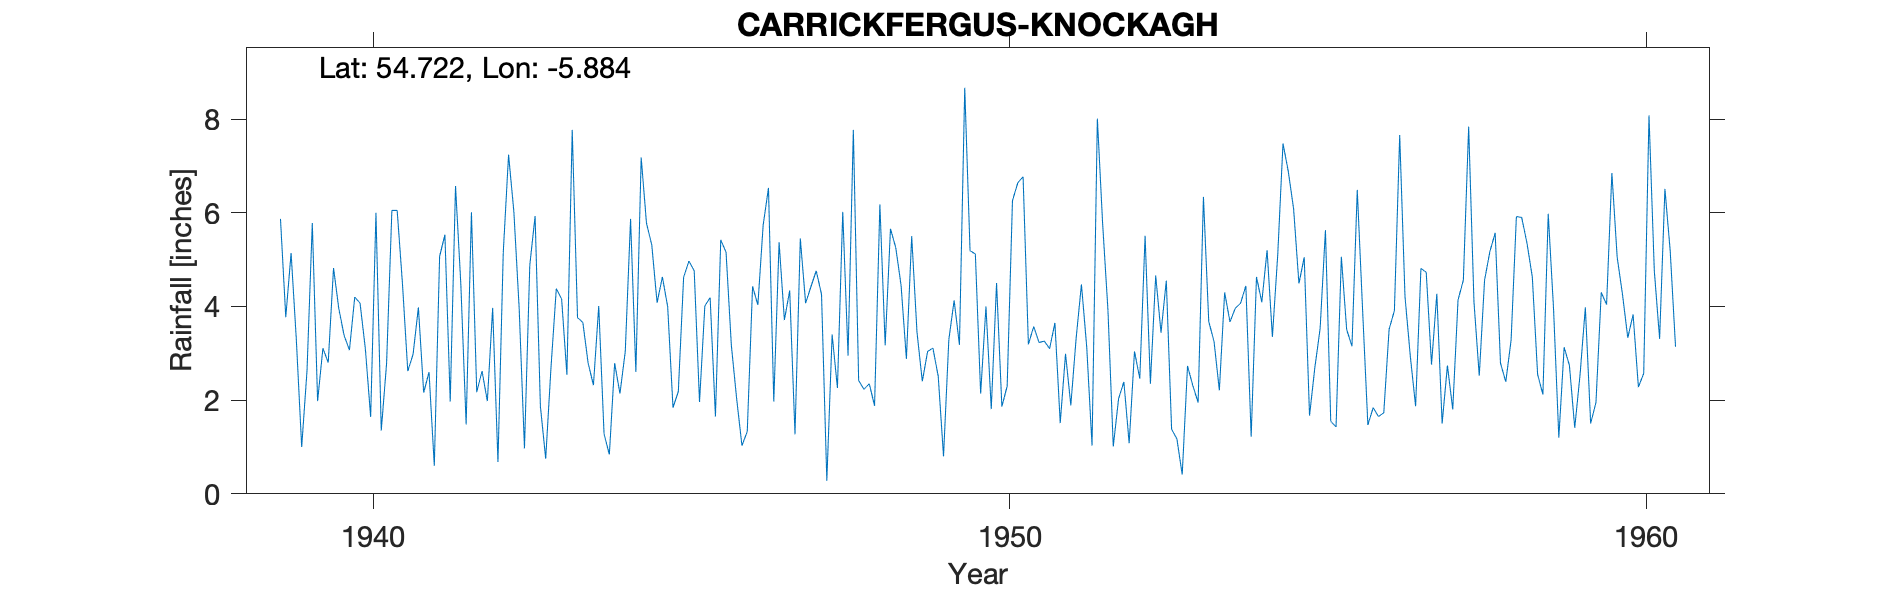 CARRICKFERGUS-KNOCKAGH
Lat: 54.722, Lon: -5.884
8
6
4
2
0
Rainfall [inches]
1940
1950
1960
Year